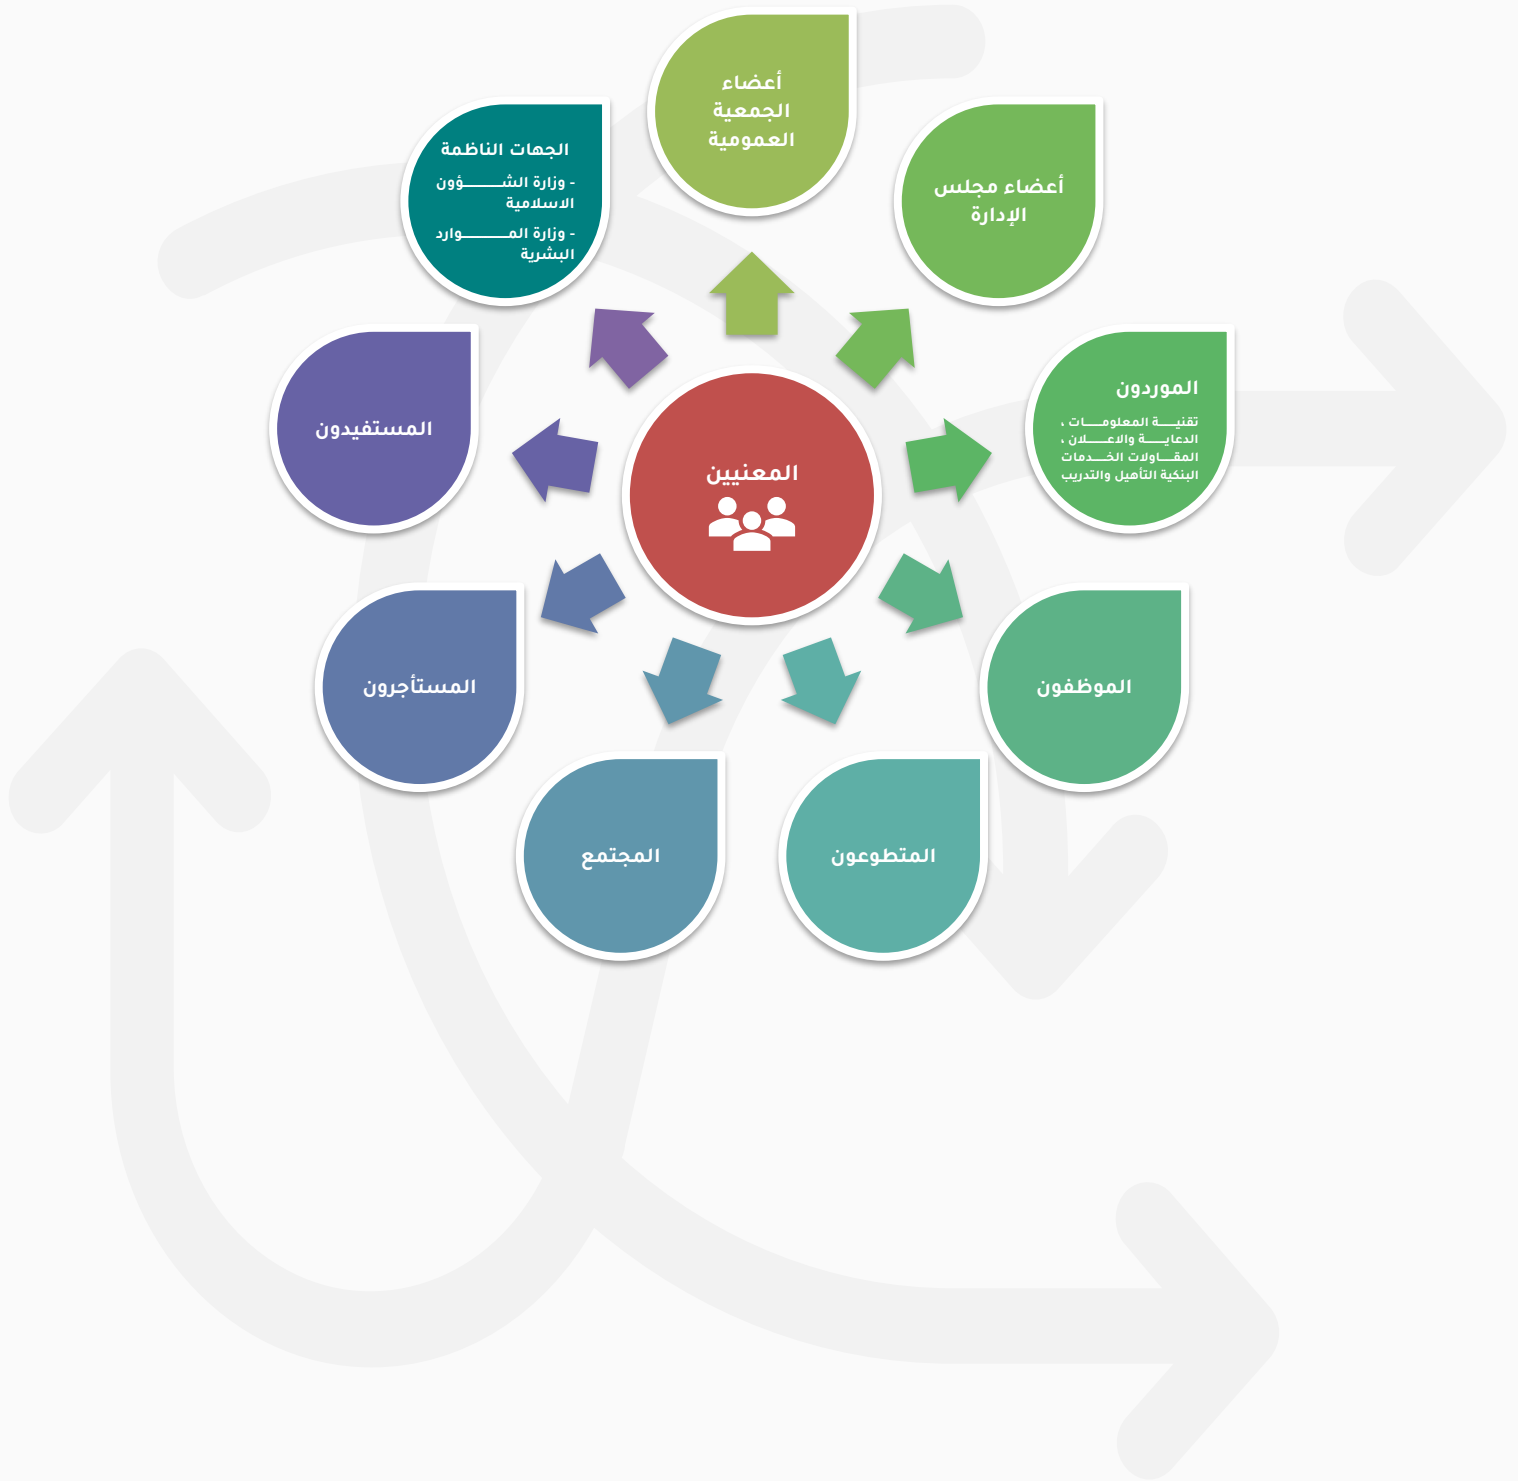 أعضاء
الجمعية
العمومية
أعضاء مجلس
الإدارة
الموردون
تقنيـــة المعلومـــات ،
الدعايـــة والاعـــلان ،
المقـــاولات الخـــدمات
البنكية التأهيل والتدريب
الموظفون
المتطوعون
المجتمع
المستأجرون
المستفيدون
الجهات الناظمة
- وزارة الشـــــؤون
الاسلامية
- وزارة المـــــوارد
البشرية
المعنيين